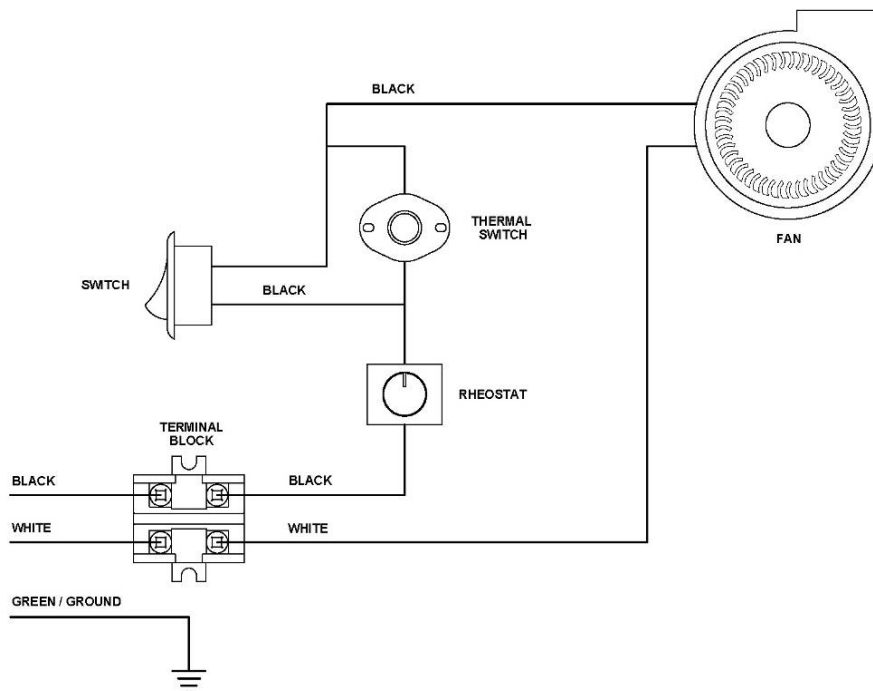 BLACK
THERMAL
SWITCH
FAN
SWITCH
BLACK
RHEOSTAT
TERMINAL
BLOCK
BLACK
BLACK
WHITE
WHITE
GREEN / GROUND